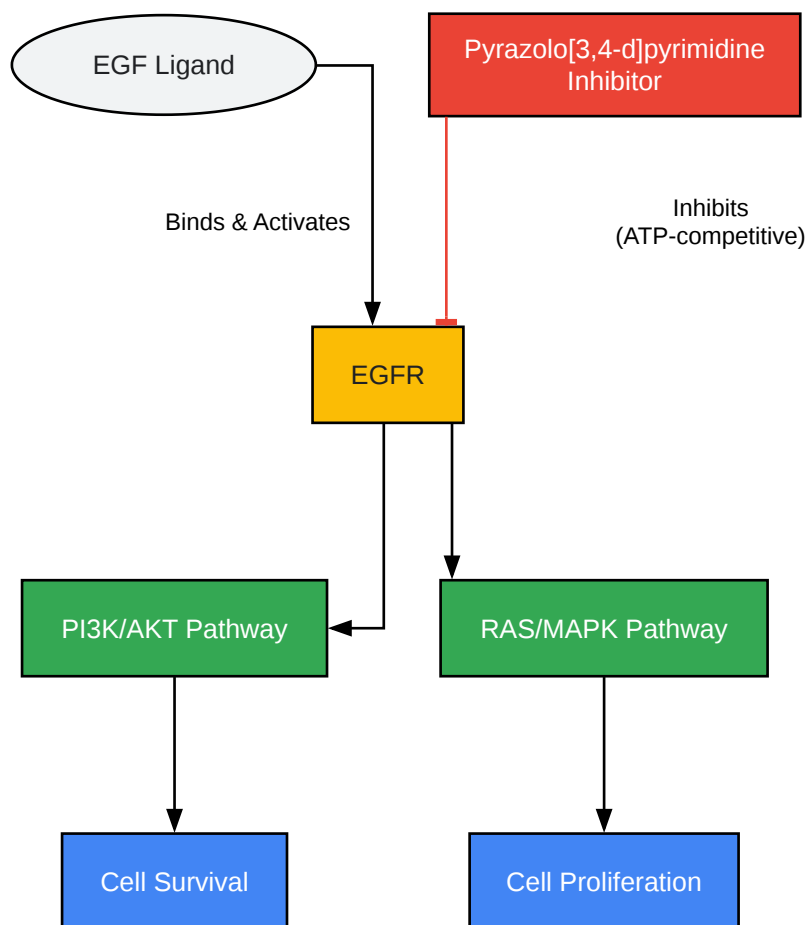 EGF Ligand
Pyrazolo[3,4-d]pyrimidine
Inhibitor
Binds & Activates
Inhibits
(ATP-competitive)
EGFR
PI3K/AKT Pathway
RAS/MAPK Pathway
Cell Survival
Cell Proliferation